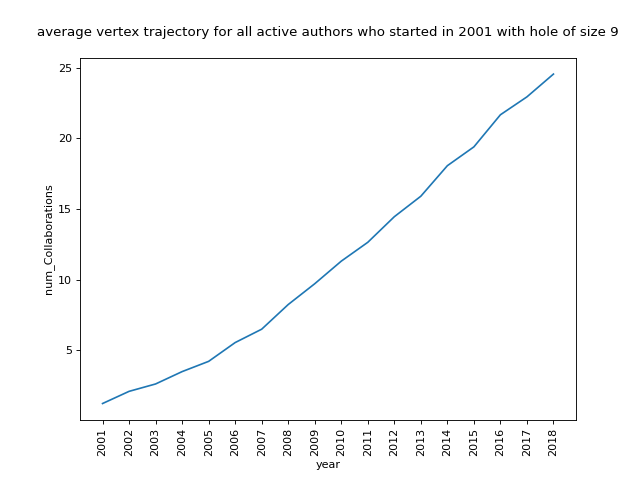 average vertex trajectory for all active authors who started in 2001 with hole of size 9
25
20
15
10
5
num_Collaborations
2001 2002 2003 2004 2005 2006 2007 2008 2009 2010 2011 2012 2013 2014 2015 2016 2017 2018
year